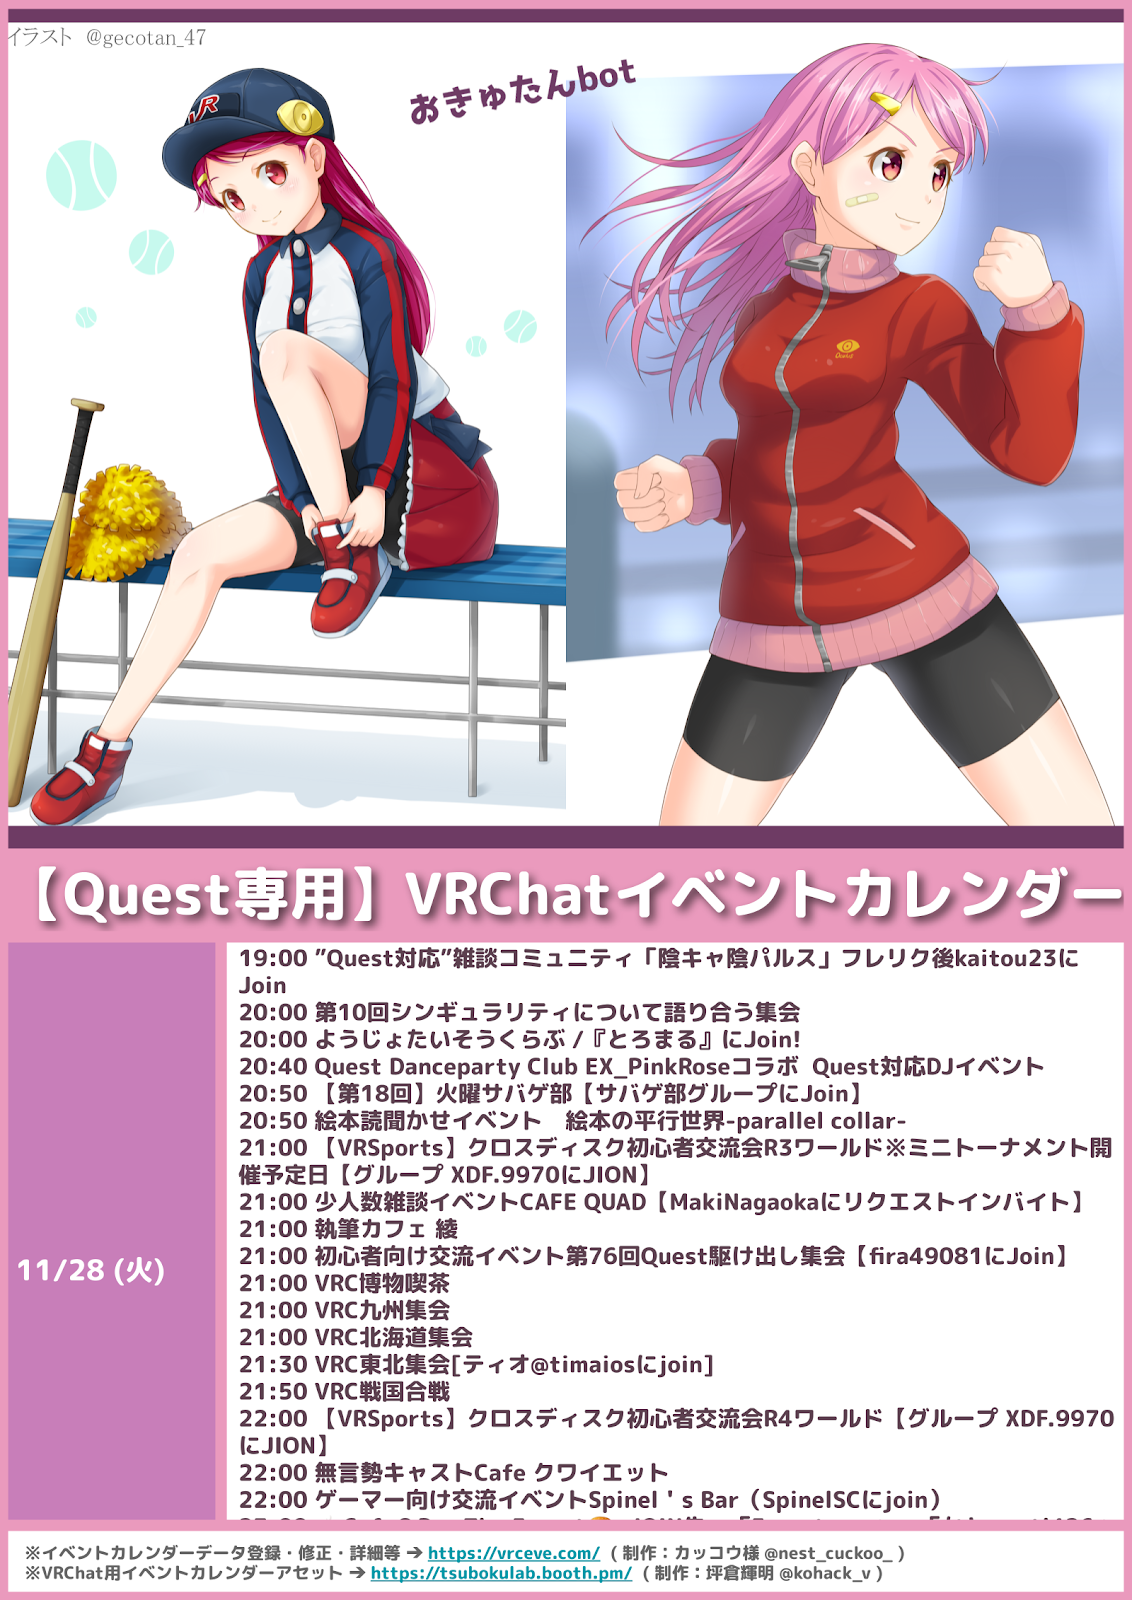 イラスト @gecotan_47
おきゅたんbot
VR
Quest
【Quest専用】VRChatイベントカレンダー
11/28 (火)
19:00 ”Quest対応”雑談コミュニティ「陰キャ陰パルス」フレリク後kaitou23に
Join
20:00 第10回シンギュラリティについて語り合う集会
20:00 ようじょたいそうくらぶ /『とろまる』にJoin!
20:40 Quest Danceparty Club EX_PinkRoseコラボ Quest対応DJイベント
20:50 【第18回】火曜サバゲ部【サバゲ部グループにJoin】
20:50 絵本読聞かせイベント　絵本の平行世界-parallel collar-
21:00 【VRSports】クロスディスク初心者交流会R3ワールド※ミニトーナメント開
催予定日【グループ XDF.9970にJION】
21:00 少人数雑談イベントCAFE QUAD【MakiNagaokaにリクエストインバイト】
21:00 執筆カフェ 綾
21:00 初心者向け交流イベント第76回Quest駆け出し集会【fira49081にJoin】
21:00 VRC博物喫茶
21:00 VRC九州集会
21:00 VRC北海道集会
21:30 VRC東北集会[ティオ@timaiosにjoin]
21:50 VRC戦国合戦
22:00 【VRSports】クロスディスク初心者交流会R4ワールド【グループ XDF.9970
にJION】
22:00 無言勢キャストCafe クワイエット
22:00 ゲーマー向け交流イベントSpinel＇s Bar（SpinelSCにjoin）
※イベントカレンダーデータ登録・修正・詳細等 ➔ https://vrceve.com/ ( 制作：カッコウ様 @nest_cuckoo_ )
※VRChat用イベントカレンダーアセット ➔ https://tsubokulab.booth.pm/ ( 制作：坪倉輝明 @kohack_v )